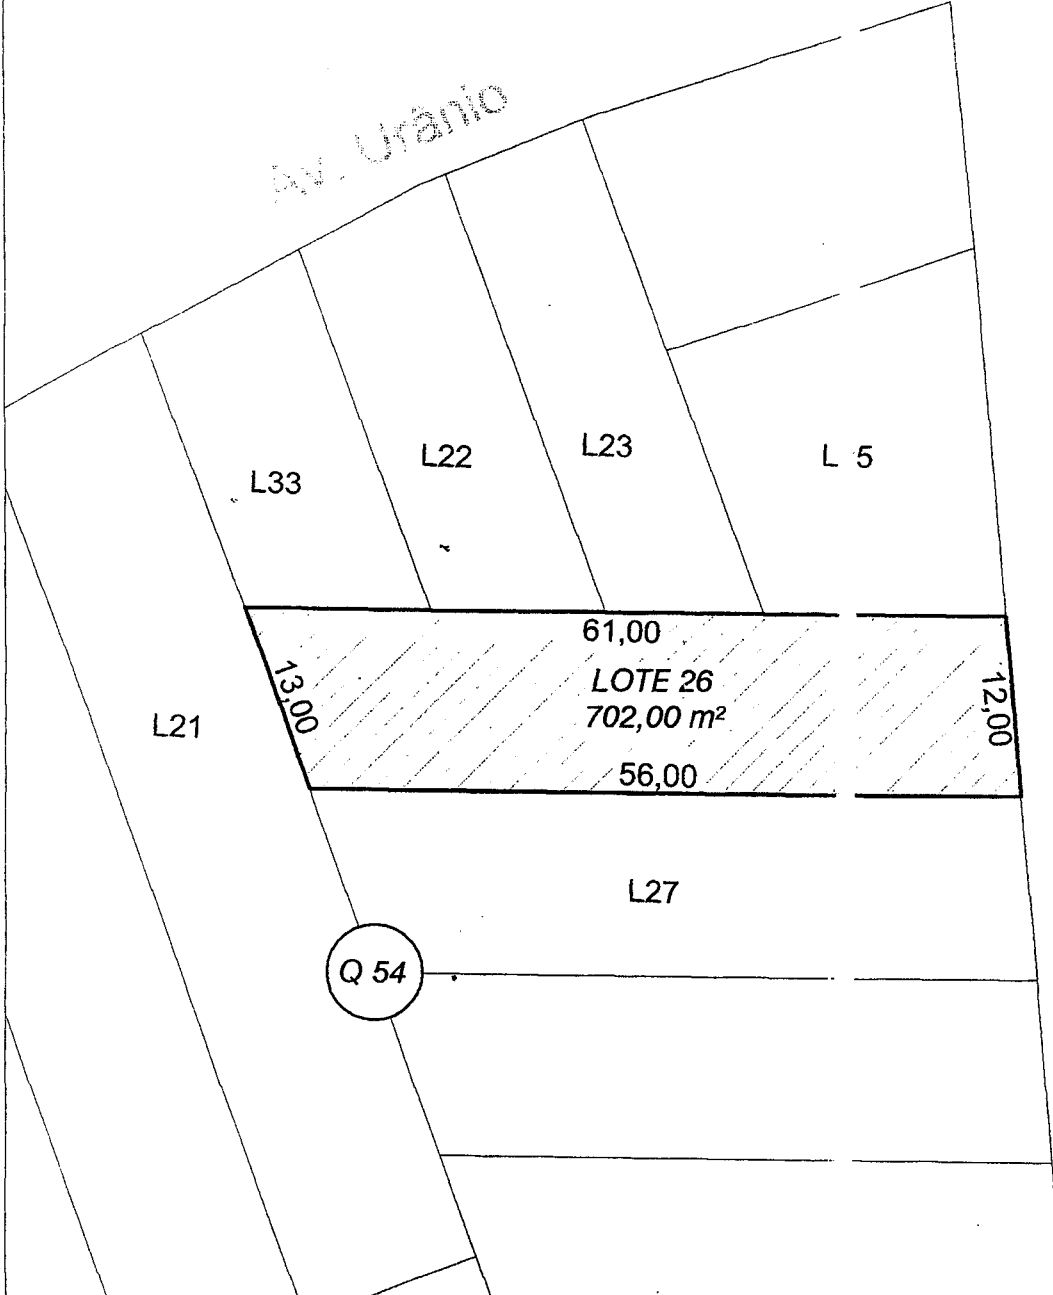 Av. Urânio
L33
L22
L23
L 5
61,00
LOTE 26
702,00 m²
13,00
12,00
56,00
L21
L27
Q 54